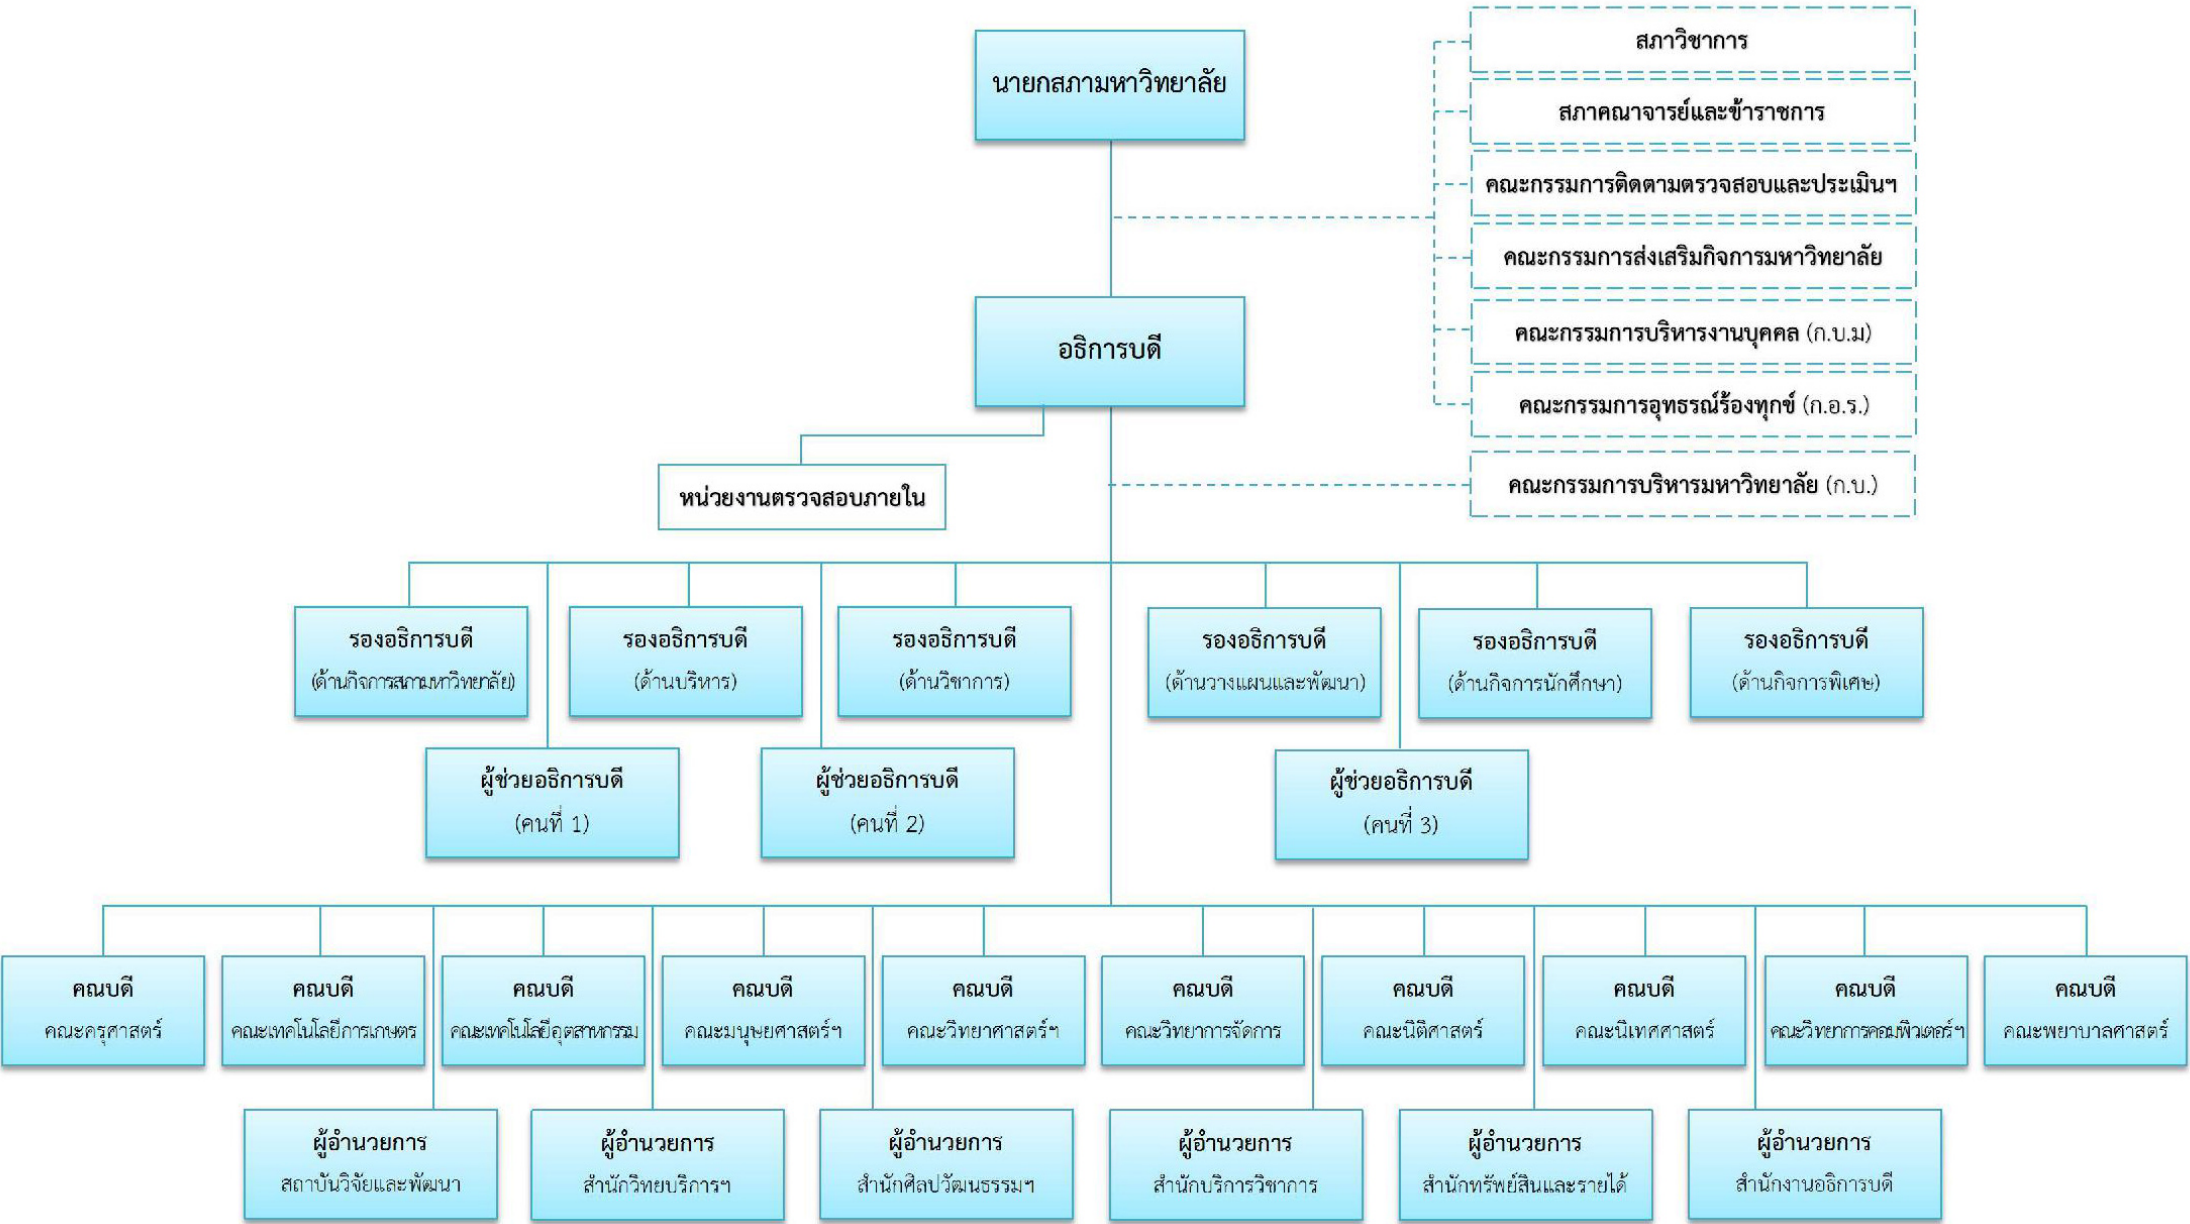 นายกสภามหาวิทยาลัย
สภาวิชาการ
สภาคณาจารย์และข้าราชการ
คณะกรรมการติดตามตรวจสอบและประเมินฯ
คณะกรรมการส่งเสริมกิจการมหาวิทยาลัย
คณะกรรมการบริหารงานบุคคล (ก.บ.ม)
คณะกรรมการอุทธรณ์ร้องทุกข์ (ก.อ.ร.)
อธิการบดี
คณะกรรมการบริหารมหาวิทยาลัย (ก.บ.)
หน่วยงานตรวจสอบภายใน
รองอธิการบดี
(ด้านกิจการสภามหาวิทยาลัย)
รองอธิการบดี
(ด้านบริหาร)
รองอธิการบดี
(ด้านวิชาการ)
รองอธิการบดี
(ด้านวางแผนและพัฒนา)
รองอธิการบดี
(ด้านกิจการนักศึกษา)
รองอธิการบดี
(ด้านกิจการพิเศษ)
ผู้ช่วยอธิการบดี
(คนที่ 1)
ผู้ช่วยอธิการบดี
(คนที่ 2)
ผู้ช่วยอธิการบดี
(คนที่ 3)
คณบดี
คณะครุศาสตร์
คณบดี
คณะเทคโนโลยีการเกษตร
คณบดี
คณะเทคโนโลยีอุตสาหกรรม
คณบดี
คณะมนุษยศาสตร์ฯ
คณบดี
คณะวิทยาศาสตร์ฯ
คณบดี
คณะวิทยาการจัดการ
คณบดี
คณะนิติศาสตร์
คณบดี
คณะนิเทศศาสตร์
คณบดี
คณะวิทยาการคอมพิวเตอร์ฯ
คณบดี
คณะพยาบาลศาสตร์
ผู้อำนวยการ
สถาบันวิจัยและพัฒนา
ผู้อำนวยการ
สำนักวิทยบริการฯ
ผู้อำนวยการ
สำนักศิลปวัฒนธรรมฯ
ผู้อำนวยการ
สำนักบริการวิชาการ
ผู้อำนวยการ
สำนักทรัพย์สินและรายได้
ผู้อำนวยการ
สำนักงานอธิการบดี